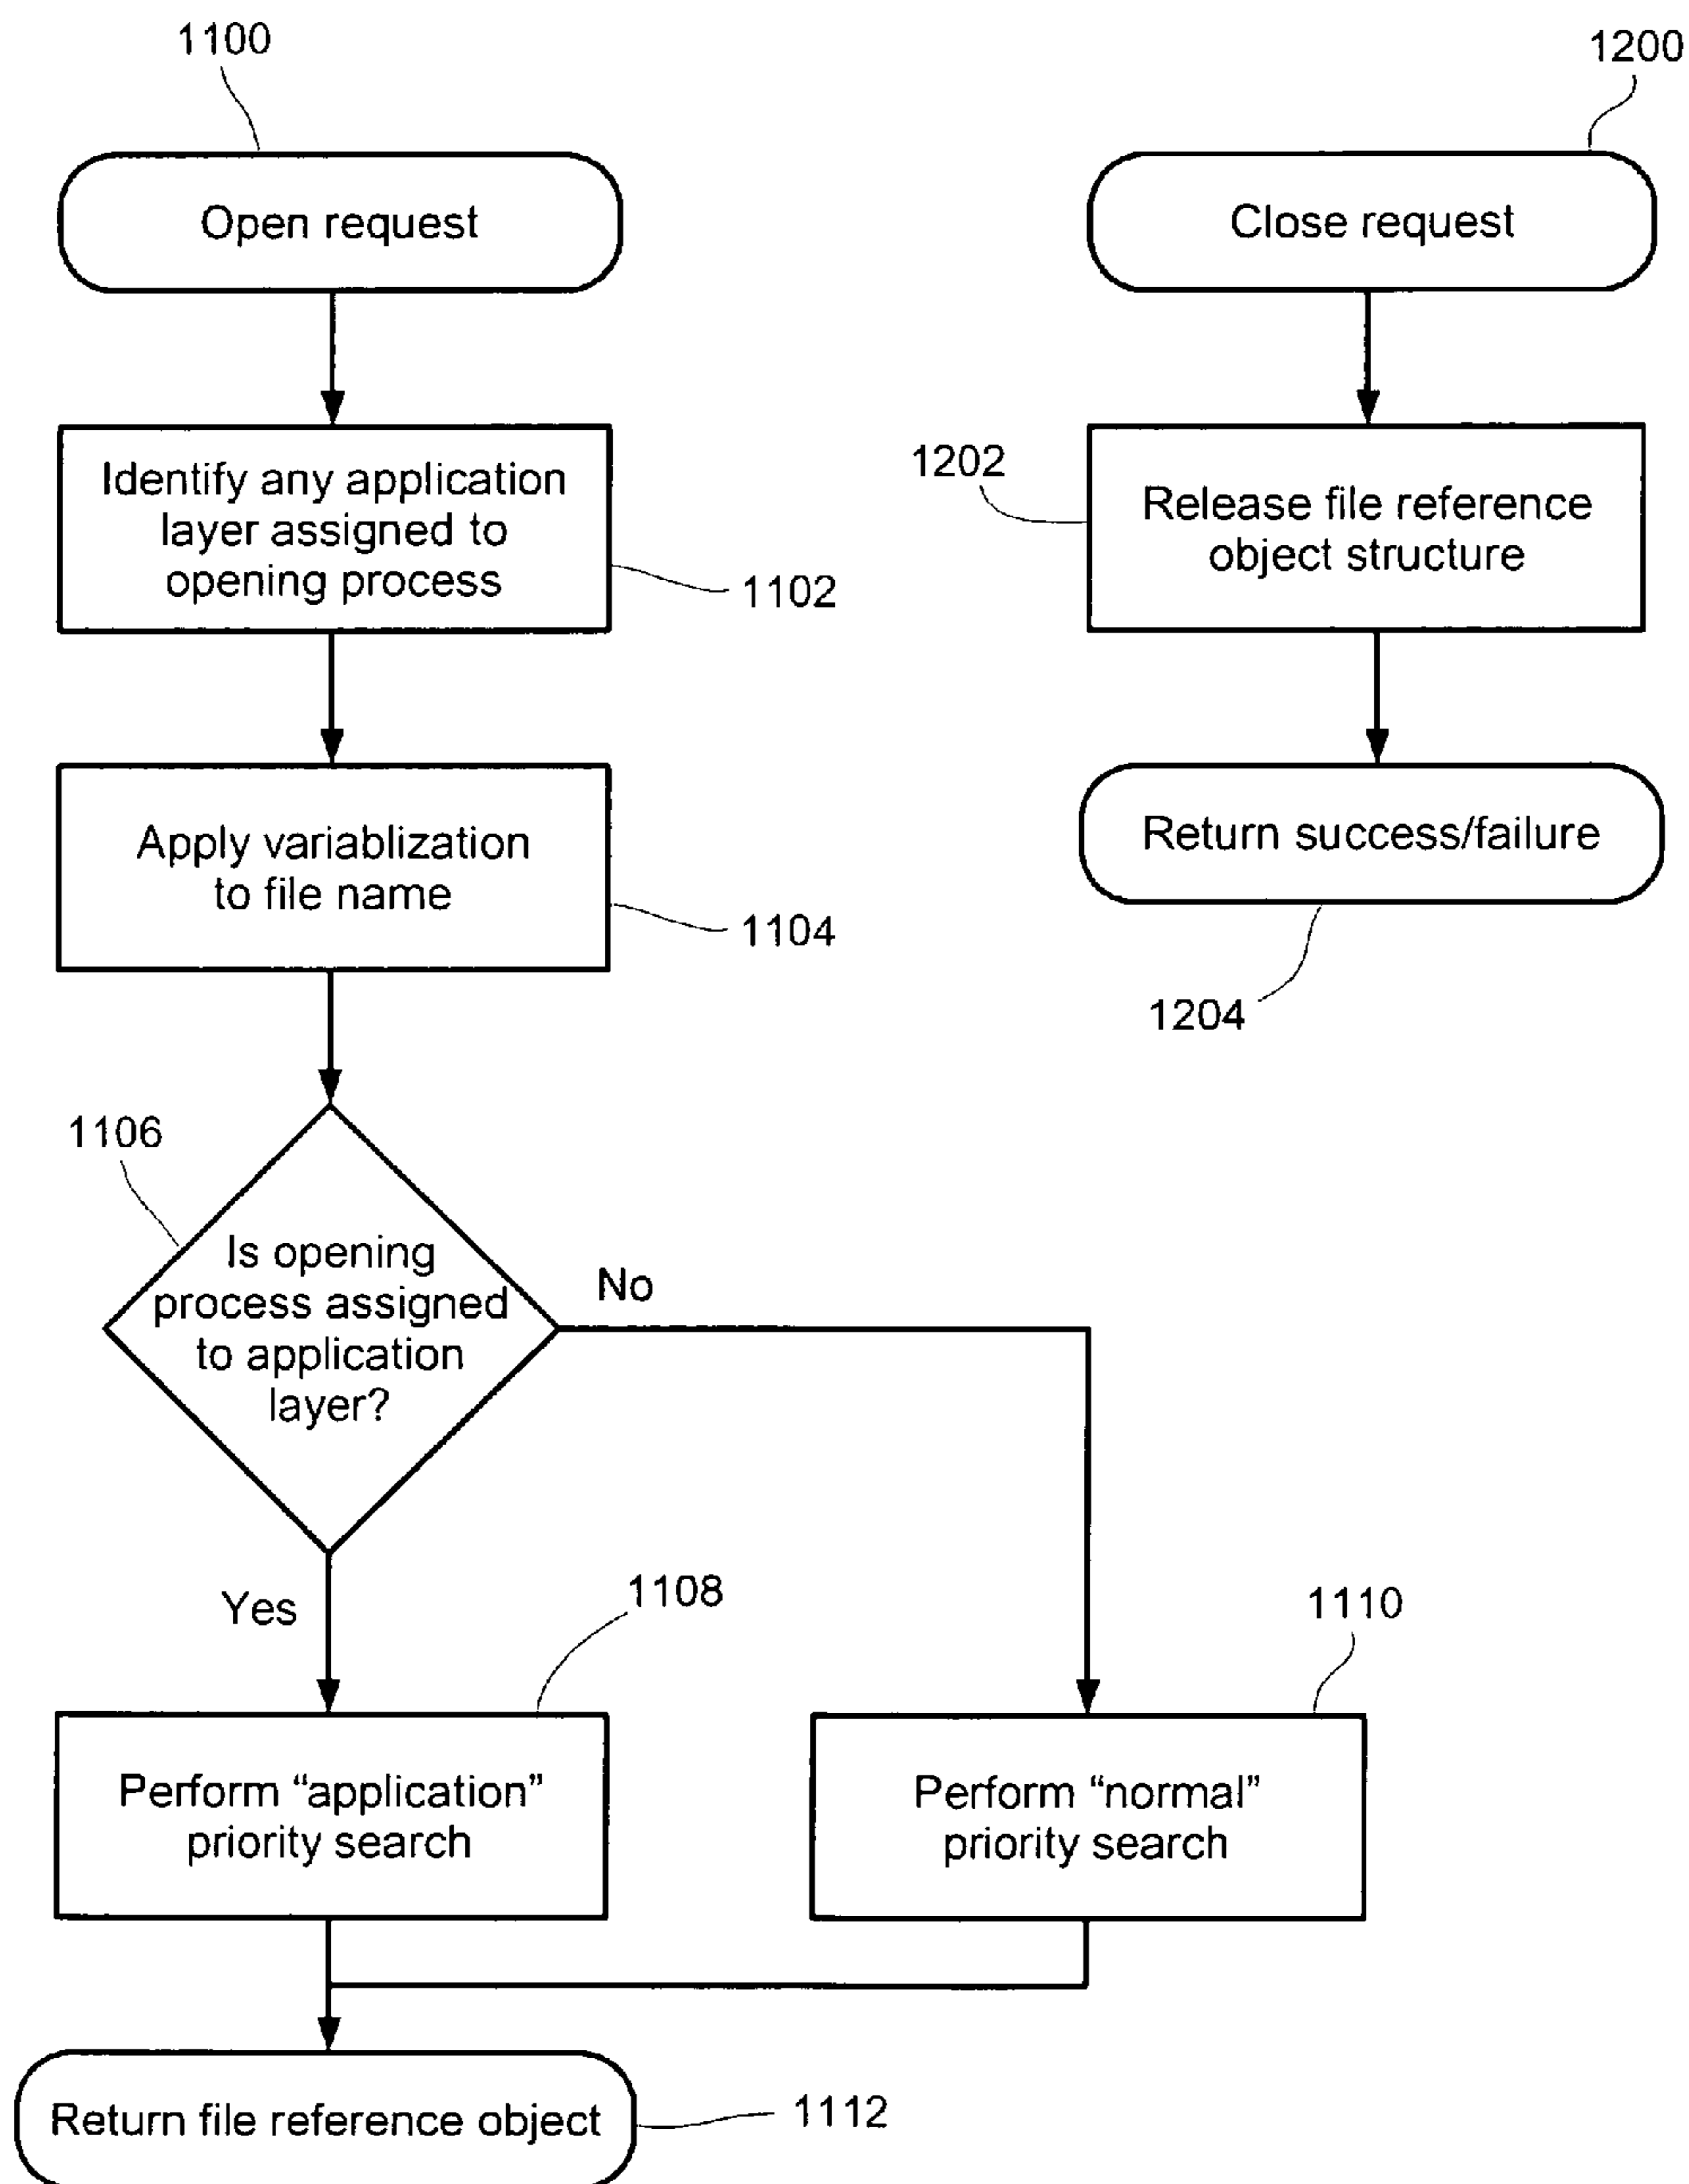 1100
Open request
Identify any application
layer assigned to
opening process
1102
Apply variablization
to file name
1104
1106
Is opening
process assigned
to application
layer?
No
Yes
1108
Perform “application”
priority search
1110
Perform “normal”
priority search
Return file reference object
1112
1200
Close request
1202
Release file reference
object structure
Return success/failure
1204